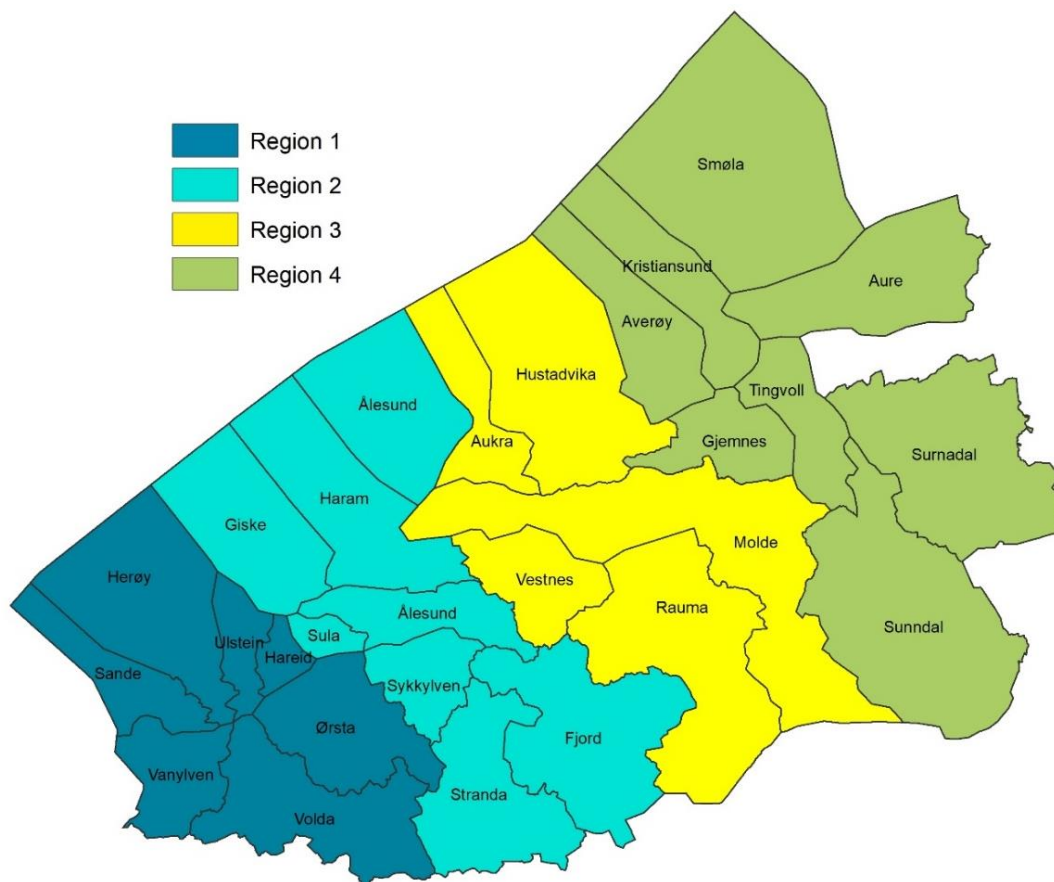 Region 1
Region 2
Region 3
Region 4
Smøla
Kristiansund
Aure
Averøy
Hustadvika
Tingvoll
Ålesund
Aukra
Gjemnes
Surnadal
Haram
Giske
Molde
Herøy
Vestnes
Rauma
Ålesund
Sunndal
Ulstein
Sula
Hareid
Sande
Sykkylven
Ørsta
Fjord
Vanylven
Stranda
Volda